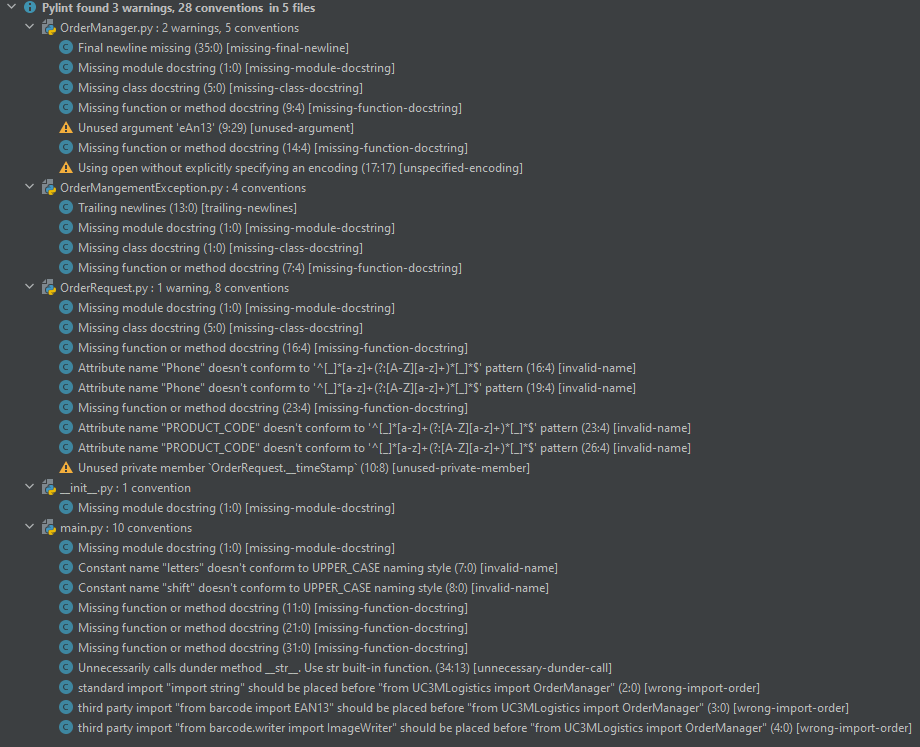 Pylint found 3 warnings, 28 conventions in 5 files
OrderManager.py : 2 warnings, 5 conventions
Final newline missing (35:0) [missing-final-newline]
Missing module docstring (1:0) [missing-module-docstring]
Missing class docstring (5:0) [missing-class-docstring]
Missing function or method docstring (9:4) [missing-function-docstring]
Unused argument 'eAn13' (9:29) [unused-argument]
Missing function or method docstring (14:4) [missing-function-docstring]
Using open without explicitly specifying an encoding (17:17) [unspecified-encoding]
OrderMangementException.py : 4 conventions
Trailing newlines (13:0) [trailing-newlines]
Missing module docstring (1:0) [missing-module-docstring]
Missing class docstring (1:0) [missing-class-docstring]
Missing function or method docstring (7:4) [missing-function-docstring]
OrderRequest.py : 1 warning, 8 conventions
Missing module docstring (1:0) [missing-module-docstring]
Missing class docstring (5:0) [missing-class-docstring]
Missing function or method docstring (16:4) [missing-function-docstring]
Attribute name "Phone" doesn't conform to '^[_]*[a-z]+(?:[A-Z][a-z]+)*[_]*$' pattern (16:4) [invalid-name]
Attribute name "Phone" doesn't conform to '^[_]*[a-z]+(?:[A-Z][a-z]+)*[_]*$' pattern (19:4) [invalid-name]
Missing function or method docstring (23:4) [missing-function-docstring]
Attribute name "PRODUCT_CODE" doesn't conform to '^[_]*[a-z]+(?:[A-Z][a-z]+)*[_]*$' pattern (23:4) [invalid-name]
Attribute name "PRODUCT_CODE" doesn't conform to '^[_]*[a-z]+(?:[A-Z][a-z]+)*[_]*$' pattern (26:4) [invalid-name]
Unused private member `OrderRequest.__timeStamp` (10:8) [unused-private-member]
__init__.py : 1 convention
Missing module docstring (1:0) [missing-module-docstring]
main.py : 10 conventions
Missing module docstring (1:0) [missing-module-docstring]
Constant name "letters" doesn't conform to UPPER_CASE naming style (7:0) [invalid-name]
Constant name "shift" doesn't conform to UPPER_CASE naming style (8:0) [invalid-name]
Missing function or method docstring (11:0) [missing-function-docstring]
Missing function or method docstring (21:0) [missing-function-docstring]
Missing function or method docstring (31:0) [missing-function-docstring]
Unnecessarily calls dunder method __str__. Use str built-in function. (34:13) [unnecessary-dunder-call]
standard import "import string" should be placed before "from UC3MLogistics import OrderManager" (2:0) [wrong-import-order]
third party import "from barcode import EAN13" should be placed before "from UC3MLogistics import OrderManager" (3:0) [wrong-import-order]
third party import "from barcode.writer import ImageWriter" should be placed before "from UC3MLogistics import OrderManager" (4:0) [wrong-import-order]